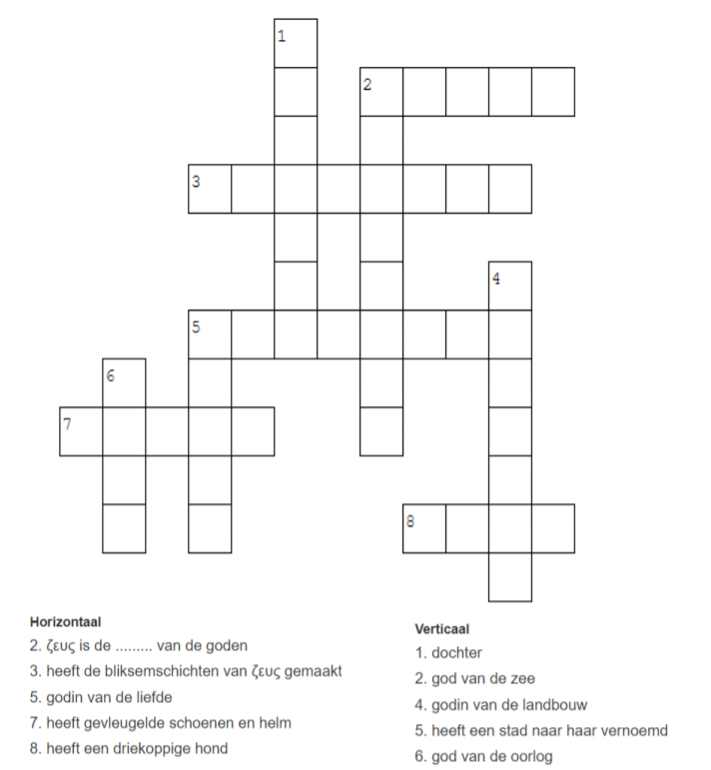 1
2
3
4
5
6
7
8
Horizontaal
2. ζευς is de ......... van de goden
3. heeft de bliksemschichten van ζευς gemaakt
5. godin van de liefde
7. heeft gevleugelde schoenen en helm
8. heeft een driekoppige hond
Verticaal
1. dochter
2. god van de zee
4. godin van de landbouw
5. heeft een stad naar haar vernoemd
6. god van de oorlog